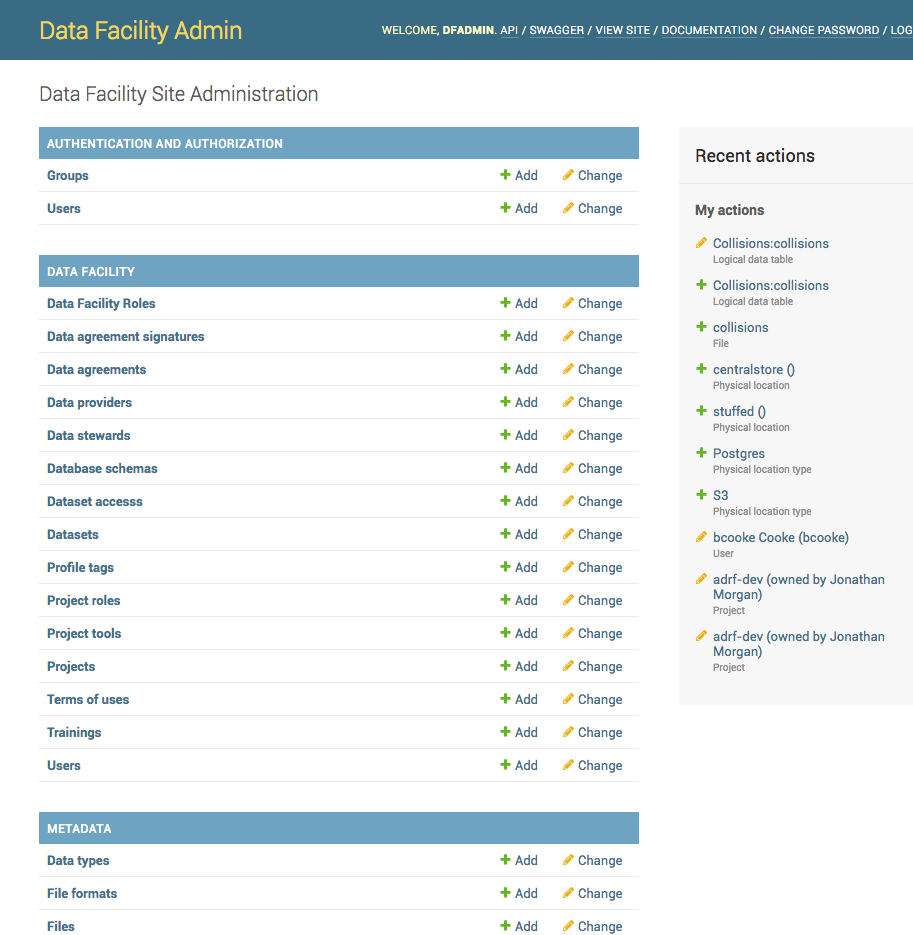 Data Facility Admin
WELCOME, DFADMIN. API / SWAGGER / VIEW SITE / DOCUMENTATION / CHANGE PASSWORD / LOG
Data Facility Site Administration
AUTHENTICATION AND AUTHORIZATION
Groups Add Change
Users Add Change
DATA FACILITY
Data Facility Roles Add Change
Data agreement signatures Add Change
Data agreements Add Change
Data providers Add Change
Data stewards Add Change
Database schemas Add Change
Dataset accesss Add Change
Datasets Add Change
Profile tags Add Change
Project roles Add Change
Project tools Add Change
Projects Add Change
Terms of uses Add Change
Trainings Add Change
Users Add Change
METADATA
Data types Add Change
File formats Add Change
Files Add Change
Recent actions
My actions
Collisions:collisions
Logical data table
Collisions:collisions
Logical data table
collisions
File
centralstore ()
Physical location
stuffed ()
Physical location
Postgres
Physical location type
S3
Physical location type
bcooke Cooke (bcooke)
User
adrf-dev (owned by Jonathan
Morgan)
Project
adrf-dev (owned by Jonathan
Morgan)
Project